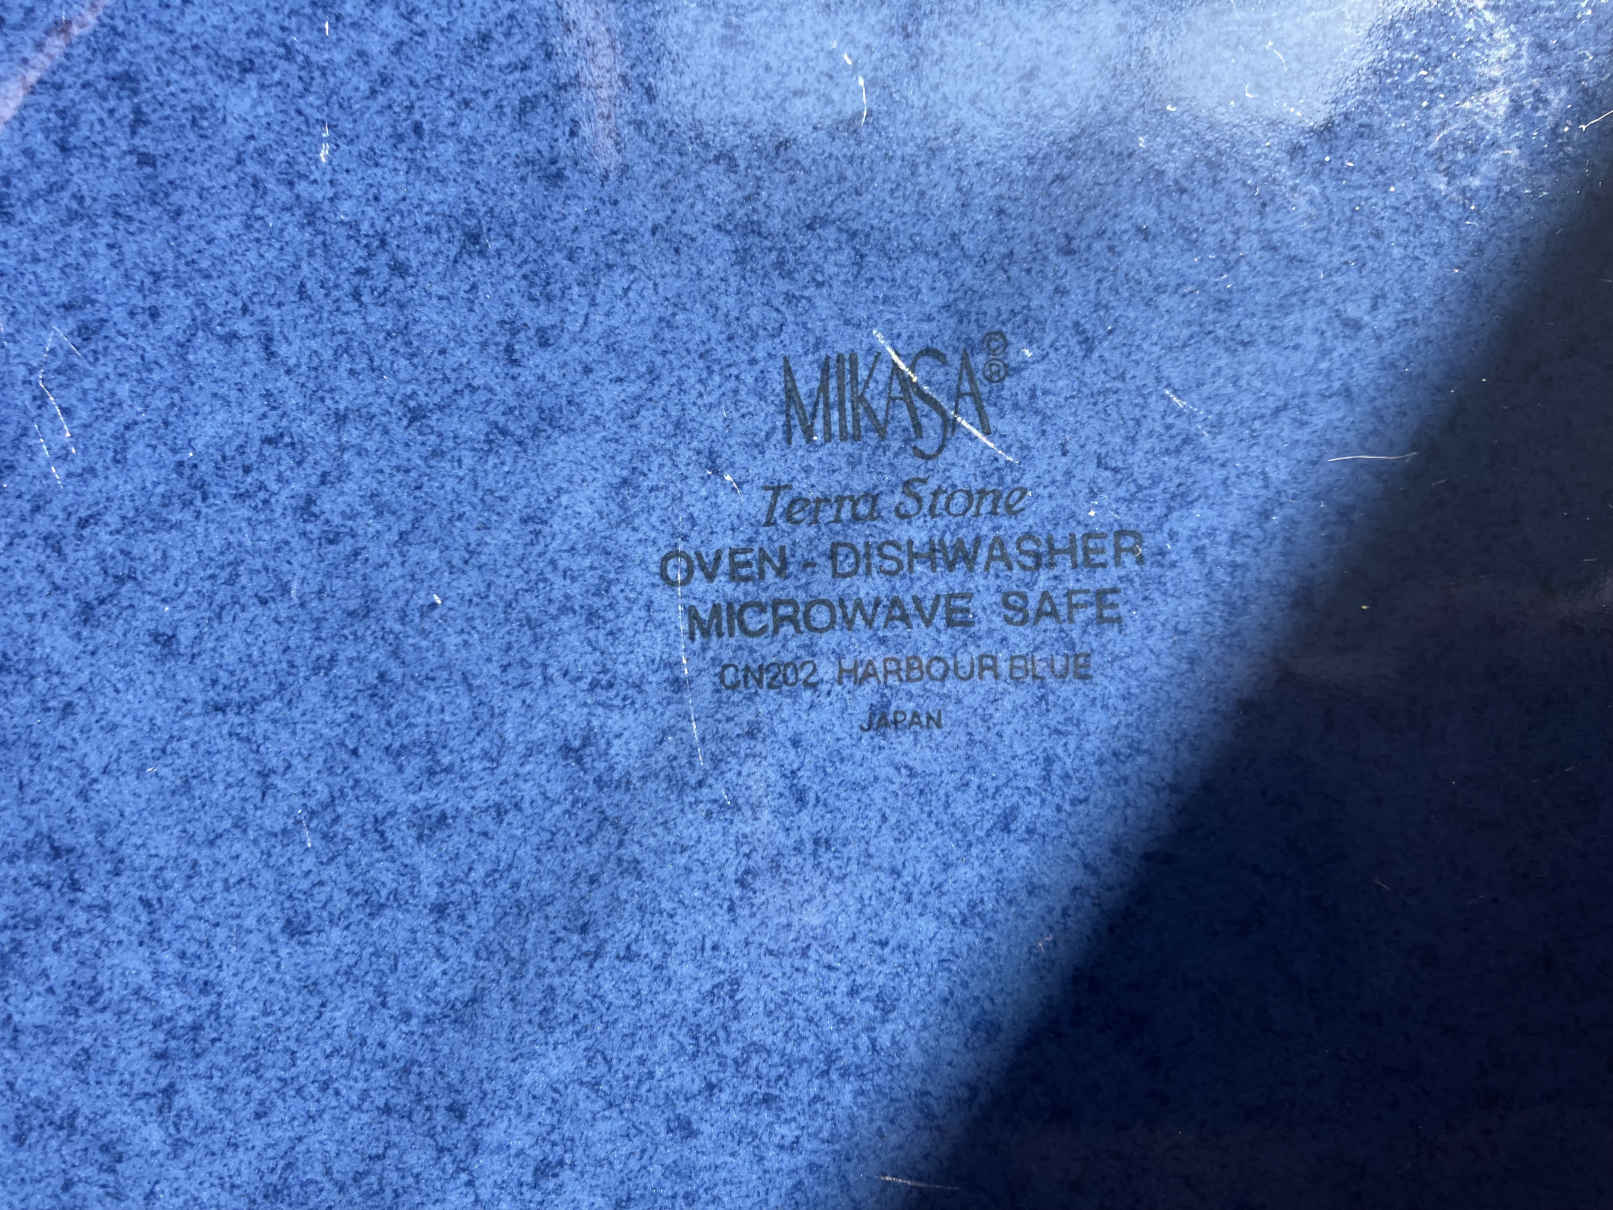 MIKASA®
Terra Stone
OVEN - DISHWASHER
MICROWAVE SAFE
CN202 HARBOUR BLUE
JAPAN